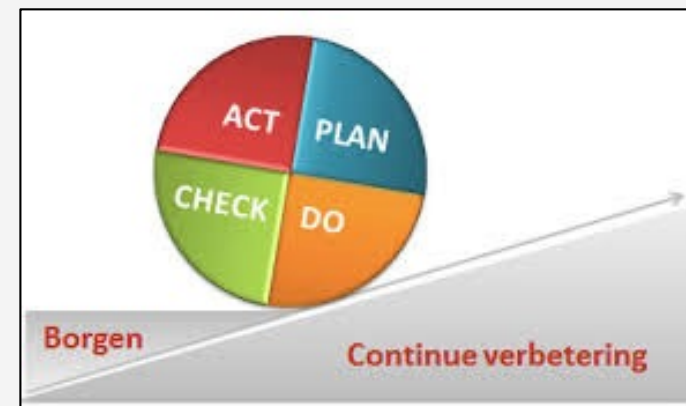 ACT
PLAN
CHECK
DO
Borgen
Continue verbetering